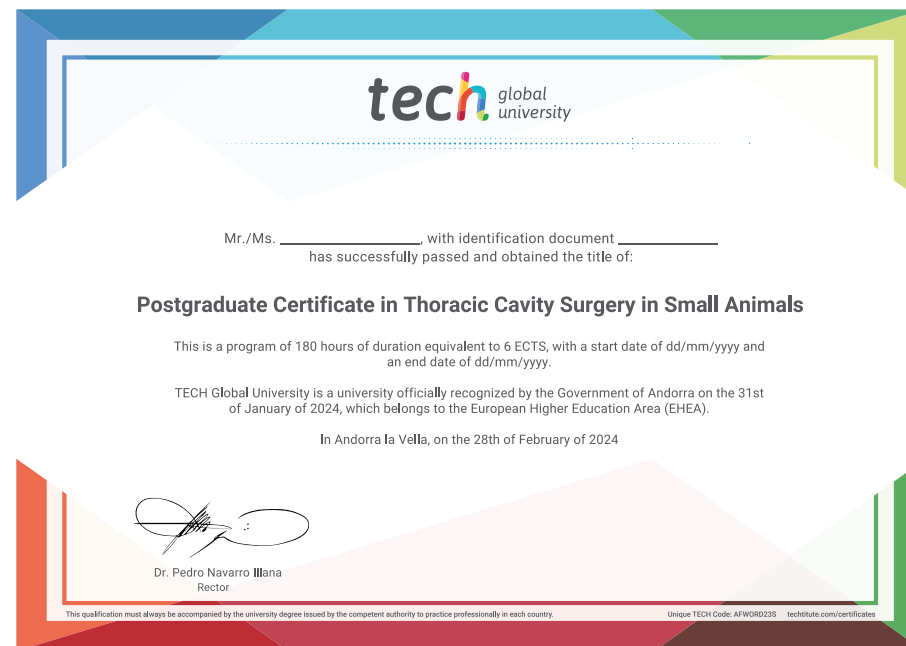 tech global
university
Mr./Ms. ____________, with identification document ____________
has successfully passed and obtained the title of:
Postgraduate Certificate in Thoracic Cavity Surgery in Small Animals
This is a program of 180 hours of duration equivalent to 6 ECTS, with a start date of dd/mm/yyyy and
an end date of dd/mm/yyyy.
TECH Global University is a university officially recognized by the Government of Andorra on the 31st
of January of 2024, which belongs to the European Higher Education Area (EHEA).
In Andorra la Vella, on the 28th of February of 2024
Dr. Pedro Navarro Illana
Rector
This qualification must always be accompanied by the university degree issued by the competent authority to practice professionally in each country.
Unique TECH Code: AFWORD23S techtitute.com/certificates